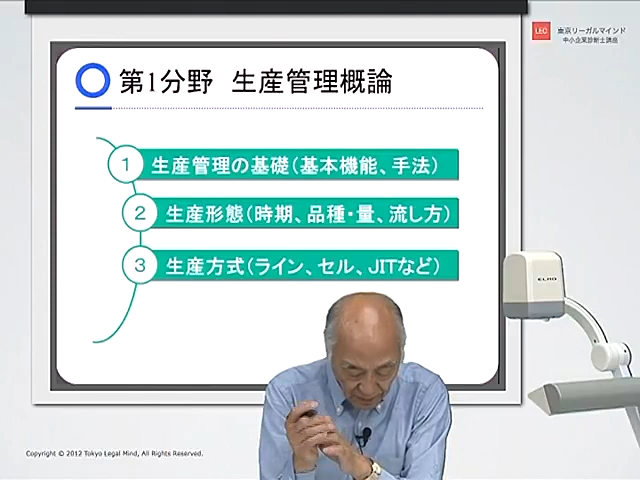 LEC 東京リーガルマインド
中小企業診断士講座
第1分野 生産管理概論
1 生産管理の基礎(基本機能、手法)
2 生産形態(時期、品種・量、流し方)
3 生産方式(ライン、セル、JITなど)
ELMO
Copyright © 2012 Tokyo Legal Mind, All Rights Reserved.